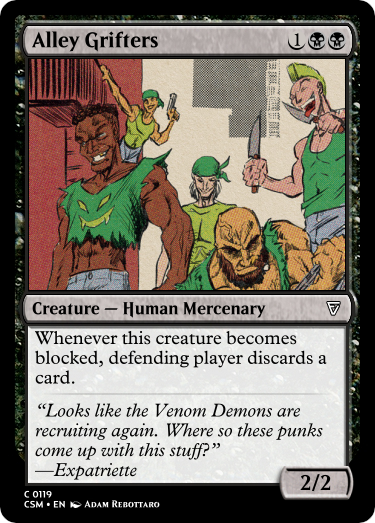 Alley Grifters 1
Creature — Human Mercenary
Whenever this creature becomes
blocked, defending player discards a
card.
“Looks like the Venom Demons are
recruiting again. Where so these punks
come up with this stuff?”
—Expatriette
2/2
C 0119
CSM • EN Adam Rebottaro